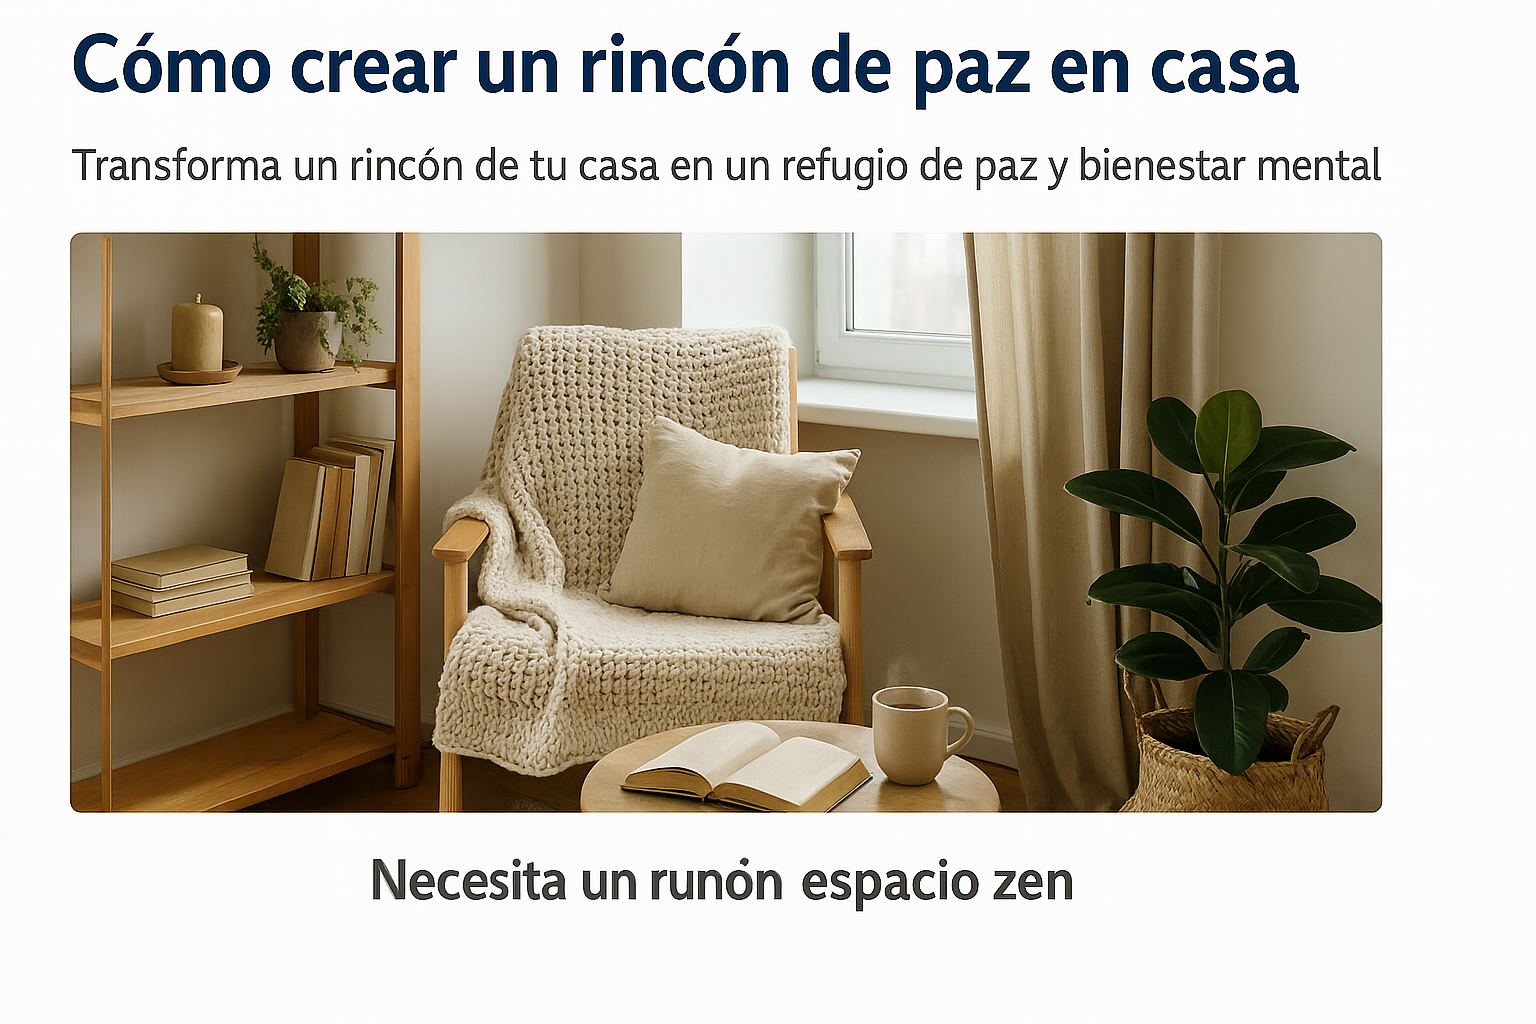 Cómo crear un rincón de paz en casa
Transforma un rincón de tu casa en un refugio de paz y bienestar mental
Necesita un runón espacio zen